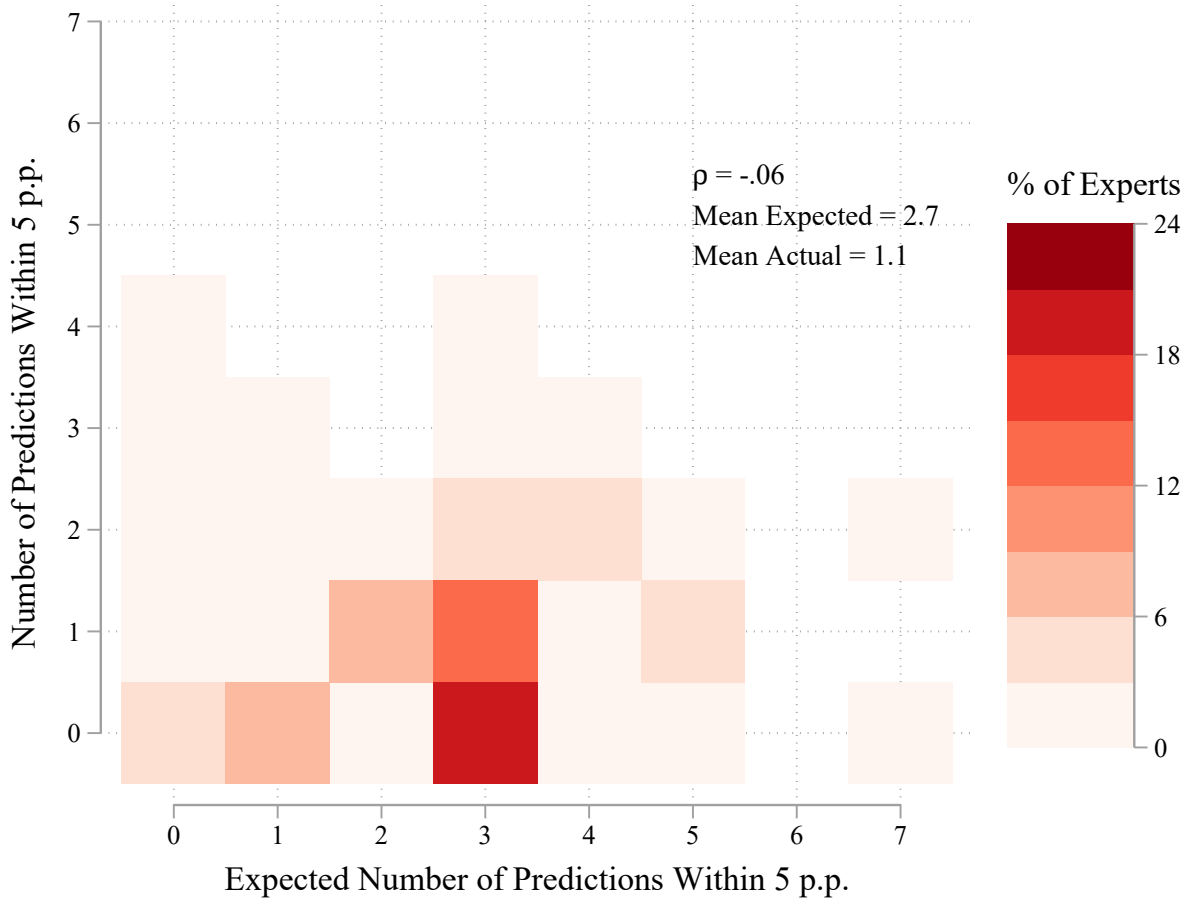 7
6
5
4
3
2
1
0
Number of Predictions Within 5 p.p.
ρ = -.06
Mean Expected = 2.7
Mean Actual = 1.1
% of Experts
24
18
12
6
0
0 1 2 3 4 5 6 7
Expected Number of Predictions Within 5 p.p.